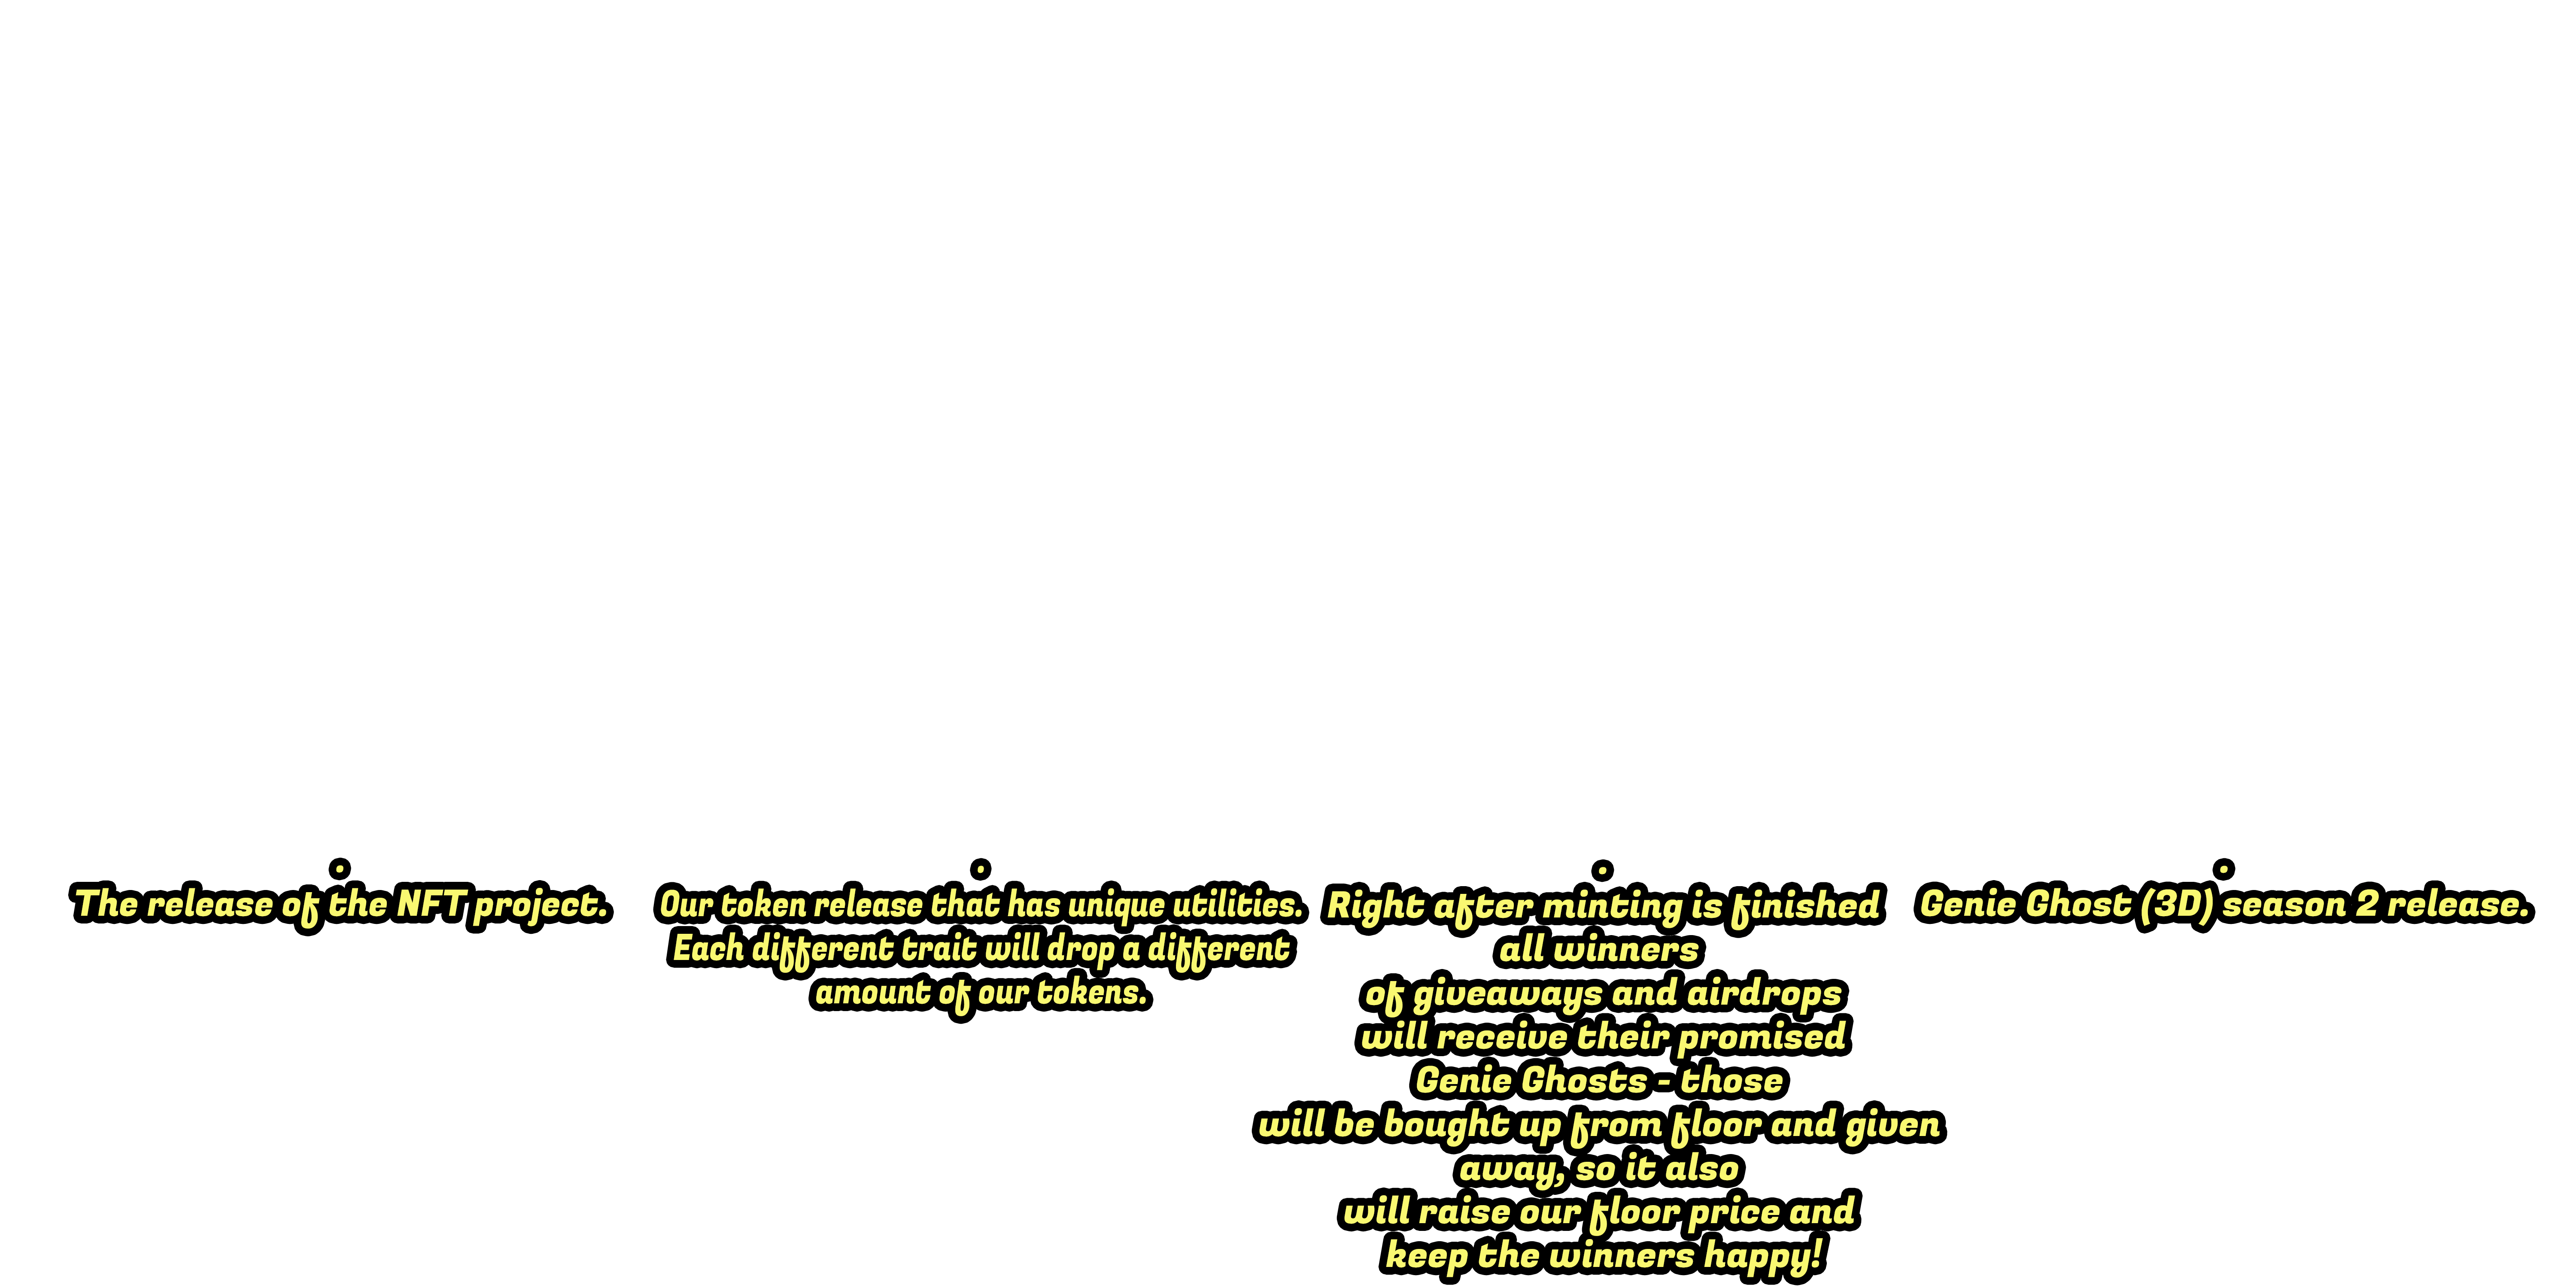 The release of the NFT project.
Our token release that has unique utilities.
Each different trait will drop a different
amount of our tokens.
Right after minting is finished
all winners
of giveaways and airdrops
will receive their promised
Genie Ghosts - those
will be bought up from floor and given
away, so it also
will raise our floor price and
keep the winners happy!
Genie Ghost (3D) season 2 release.